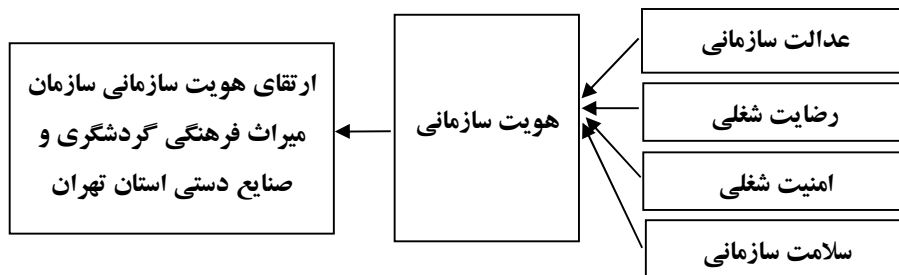 عدالت سازمانی
رضایت شغلی
امنیت شغلی
سلامت سازمانی
هویت سازمانی
ارتقای هویت سازمانی سازمان
میراث فرهنگی گردشگری و
صنایع دستی استان تهران